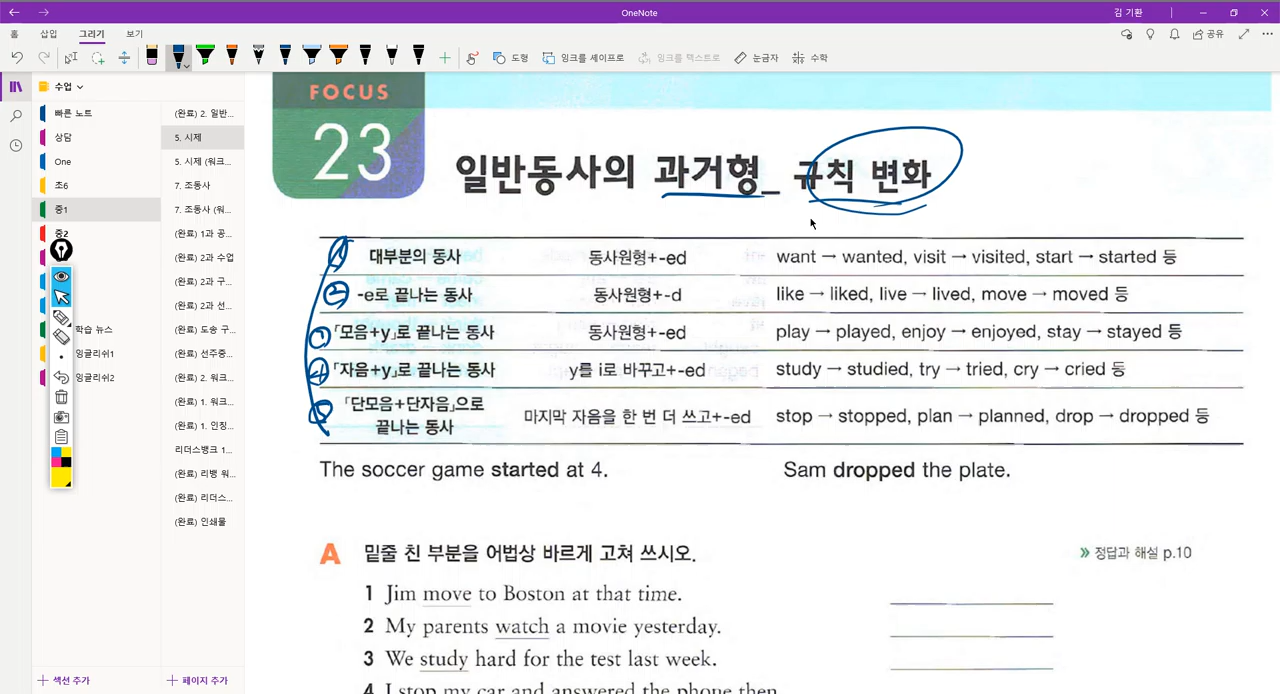 OneNote
김 기환
홈 삽입 그리기 보기
공유
도형 잉크를 셰이프로 잉크를 텍스트로 눈금자 수학
수업
빠른 노트
상담
One
초6
중1
중2
학습 뉴스
잉글리쉬1
잉글리쉬2
섹션 추가
(완료) 2. 일반...
5. 시제
5. 시제 (워크...
7. 조동사
7. 조동사 (워...
(완료) 1과 공...
(완료) 2과 수업
(완료) 2과 구...
(완료) 2과 선...
(완료) 도송 구...
(완료) 선주중...
(완료) 2. 워크...
(완료) 1. 워크...
(완료) 1. 인칭...
리더스뱅크 1...
(완료) 리뱅 워...
(완료) 리더스...
(완료) 인쇄물
페이지 추가
FOCUS
23
일반동사의 과거형_ 규칙 변화
대부분의 동사 동사원형+-ed want → wanted, visit → visited, start → started 등
-e로 끝나는 동사 동사원형+-d like → liked, live → lived, move → moved 등
「모음+y」로 끝나는 동사 동사원형+-ed play → played, enjoy → enjoyed, stay → stayed 등
「자음+y」로 끝나는 동사 y를 i로 바꾸고+-ed study → studied, try → tried, cry → cried 등
「단모음+단자음」으로
끝나는 동사 마지막 자음을 한 번 더 쓰고+-ed stop → stopped, plan → planned, drop → dropped 등
The soccer game started at 4. Sam dropped the plate.
A 밑줄 친 부분을 어법상 바르게 고쳐 쓰시오.
» 정답과 해설 p.10
1 Jim move to Boston at that time.
2 My parents watch a movie yesterday.
3 We study hard for the test last week.
4 I stop my car and answered the phone then.